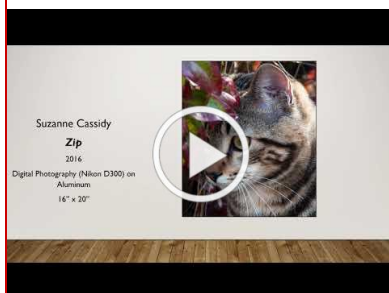 Suzanne Cassidy
Zip
2016
Digital Photography (Nikon D300) on
Aluminum
16" x 20"